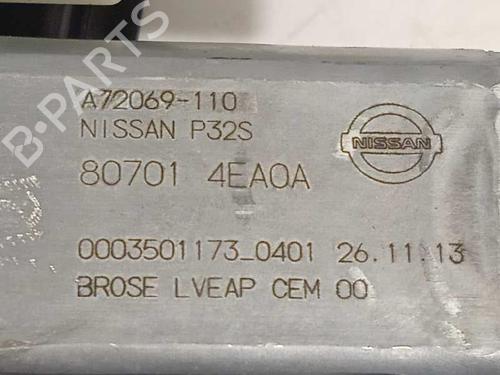 A72069-110
NISSAN P32S
NISSAN
80701 4EA0A
0003501173_0401 26.11.13
BROSE LVEAP CEM 00
B-PARTS